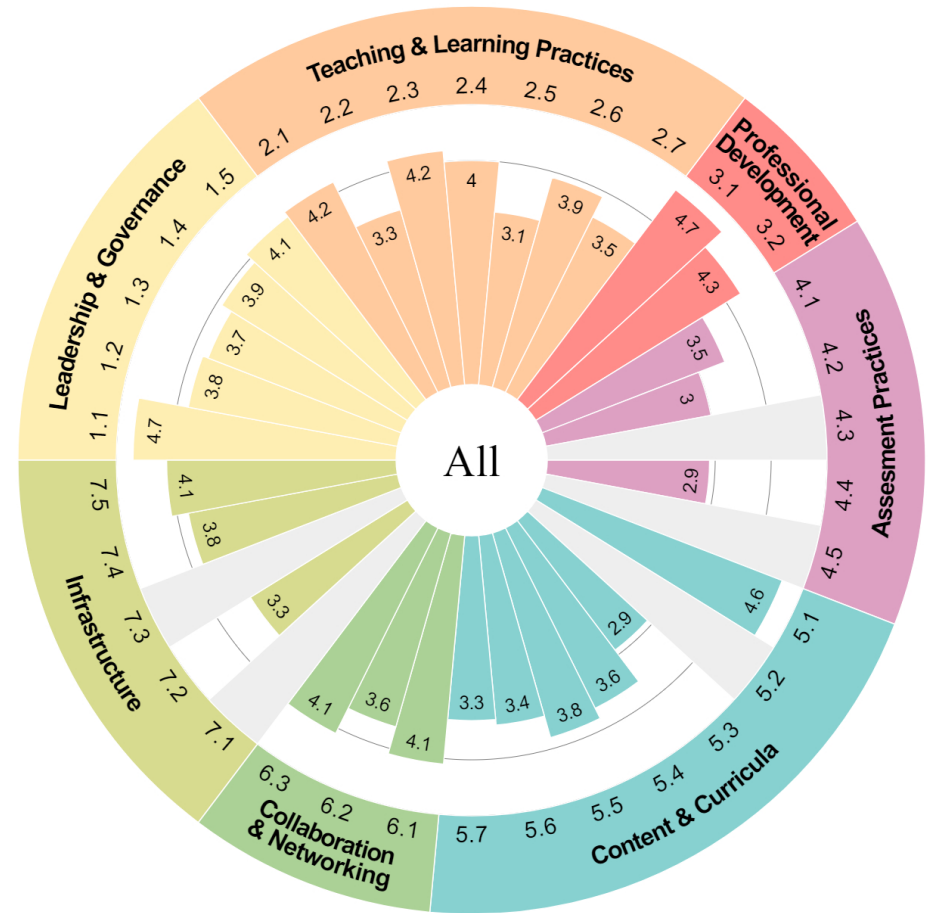 Teaching & Learning Practices
2.1 2.2 2.3 2.4 2.5 2.6 2.7
4.2 3.3 4.2 4 3.1 3.9 3.5
Professional
Development
3.1 3.2
4.7 4.3
Assessment Practices
4.1 4.2 4.3 4.4 4.5
3.5 3 2.9
Content & Curricula
5.1 5.2 5.3 5.4 5.5 5.6 5.7
4.6 2.9 3.6 3.8 3.4 3.3
Collaboration
& Networking
6.1 6.2 6.3
4.1 3.6 4.1
Infrastructure
7.1 7.2 7.3 7.4 7.5
3.3 3.8 4.1
Leadership & Governance
1.1 1.2 1.3 1.4 1.5
4.7 3.8 3.7 3.9 4.1
All